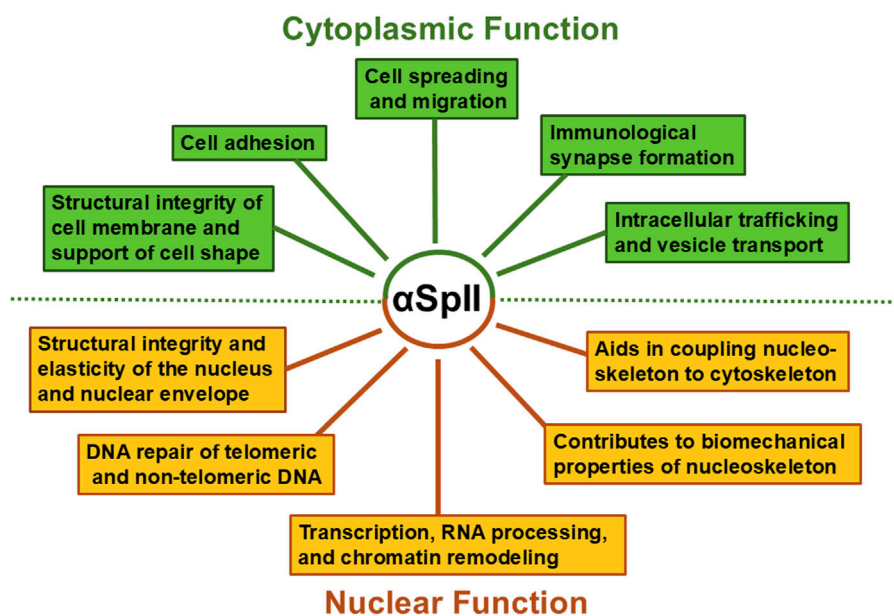 Cytoplasmic Function
Cell spreading
and migration
Cell adhesion
Immunological
synapse formation
Structural integrity of
cell membrane and
support of cell shape
Intracellular trafficking
and vesicle transport
αSpII
Structural integrity and
elasticity of the nucleus
and nuclear envelope
Aids in coupling nucleo-
skeleton to cytoskeleton
DNA repair of telomeric
and non-telomeric DNA
Contributes to biomechanical
properties of nucleoskeleton
Transcription, RNA processing,
and chromatin remodeling
Nuclear Function